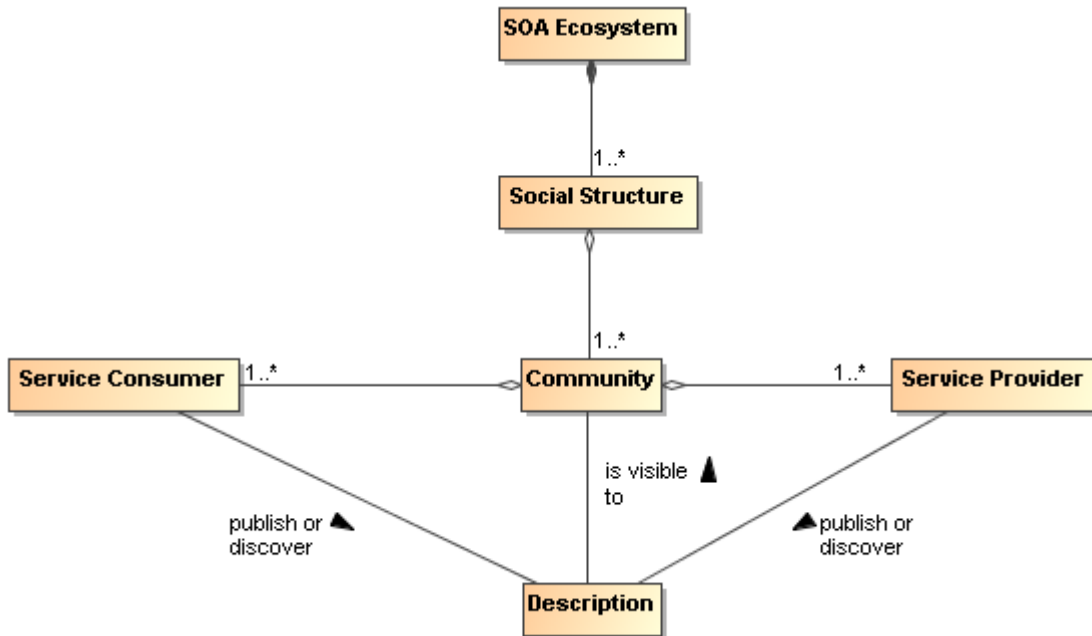 SOA Ecosystem
1..*
Social Structure
1..*
Service Consumer
1..*
Community
1..*
Service Provider
is visible
to
publish or
discover
publish or
discover
Description